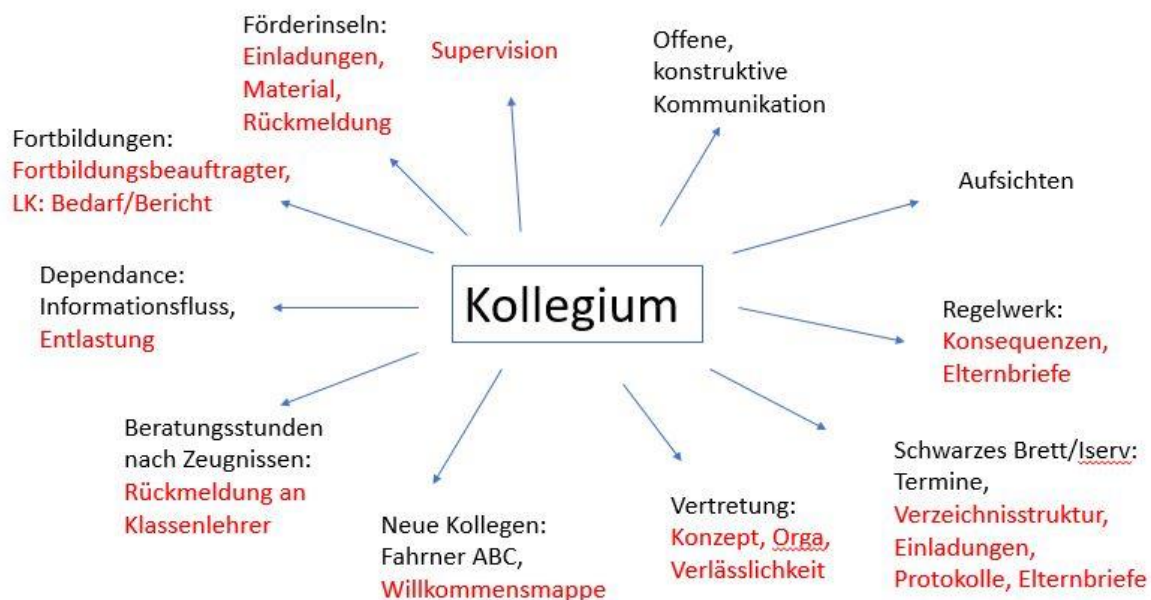 Förderinseln:
Einladungen,
Material,
Rückmeldung
Supervision
Offene,
konstruktive
Kommunikation
Fortbildungen:
Fortbildungsbeauftragter,
LK: Bedarf/Bericht
Aufsichten
Dependance:
Informationsfluss,
Entlastung
Kollegium
Regelwerk:
Konsequenzen,
Elternbriefe
Beratungsstunden
nach Zeugnissen:
Rückmeldung an
Klassenlehrer
Neue Kollegen:
Fahrner ABC,
Willkommensmappe
Vertretung:
Konzept, Orga,
Verlässlichkeit
Schwarzes Brett/Iserv:
Termine,
Verzeichnisstruktur,
Einladungen,
Protokolle, Elternbriefe